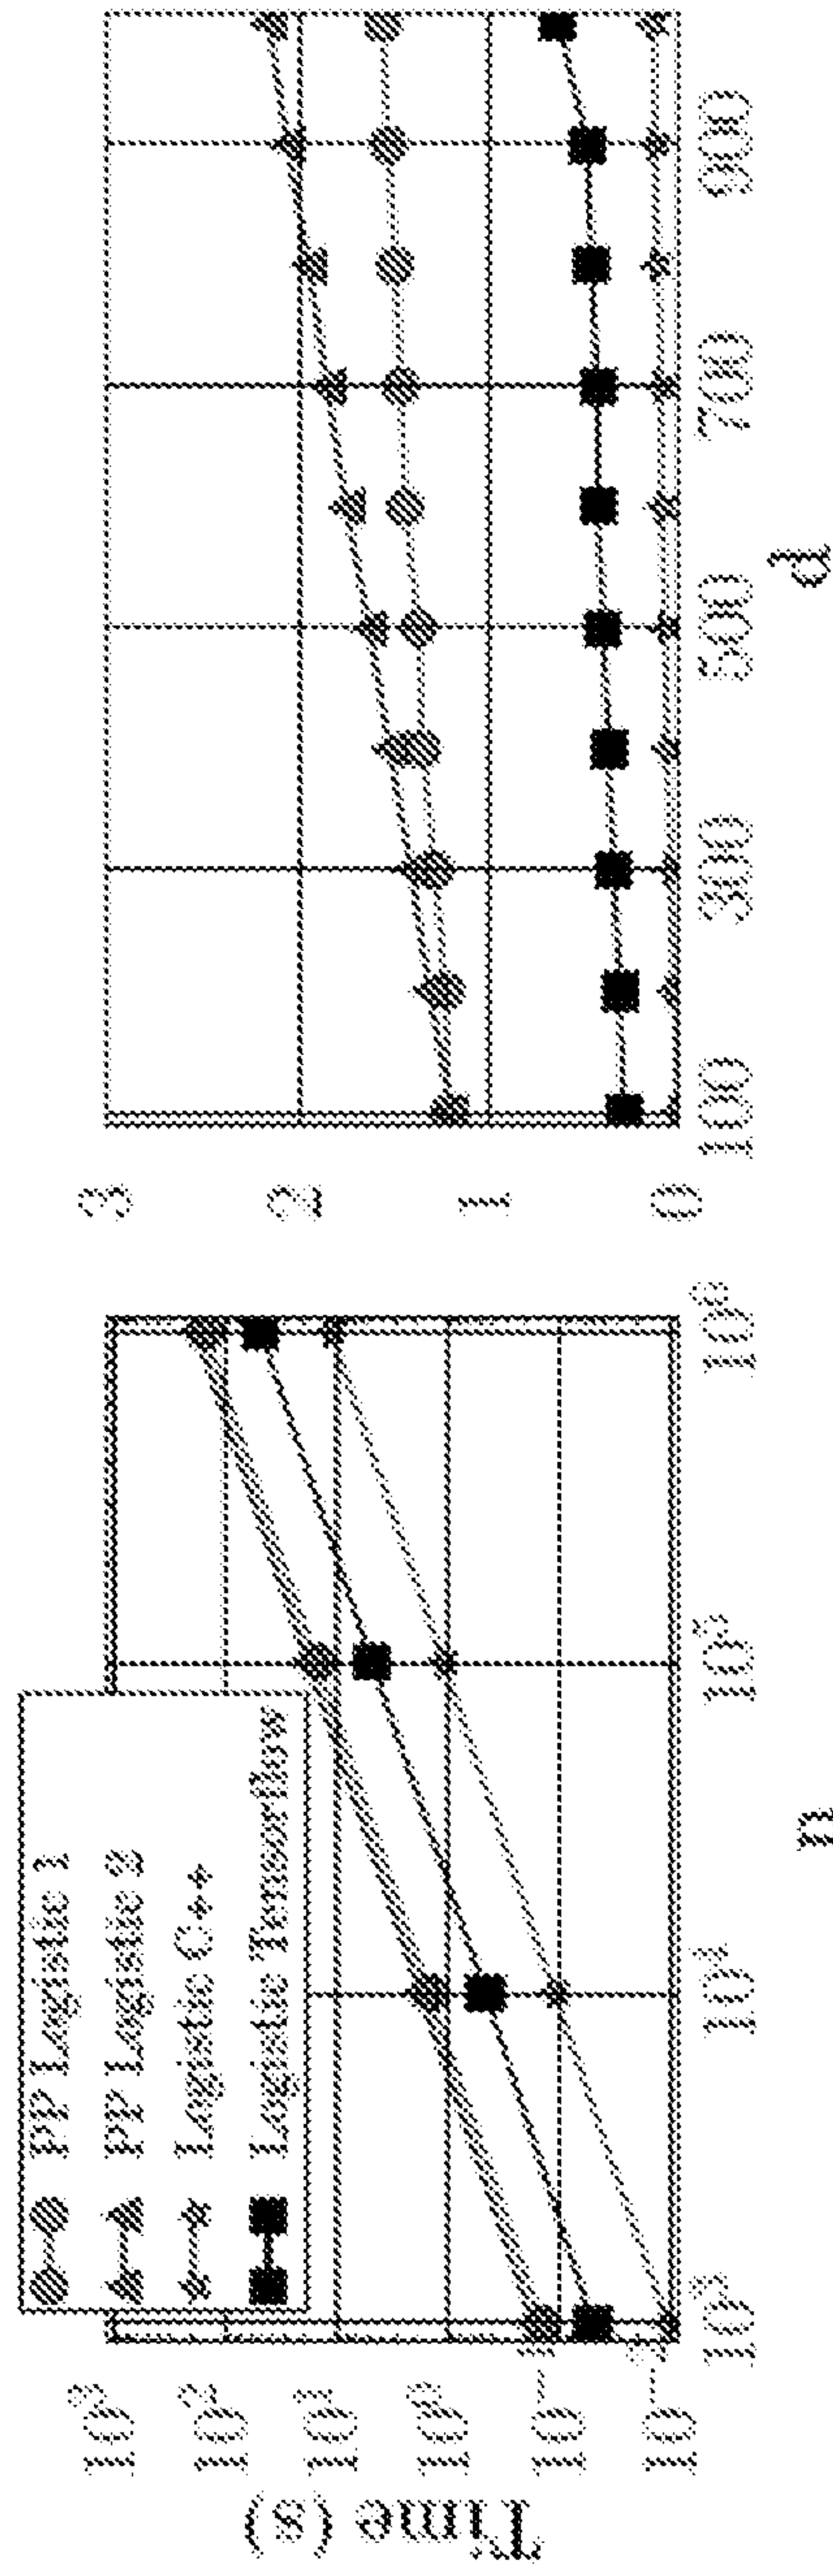 Time (s)
PP Logistic 1
PP Logistic 2
Logistic C++
Logistic Tensorflow
10³
10²
10¹
10⁰
10⁻¹
10⁻²
10³
10⁴
10⁵
10⁶
n
3
2
1
0
100
300
500
700
900
d